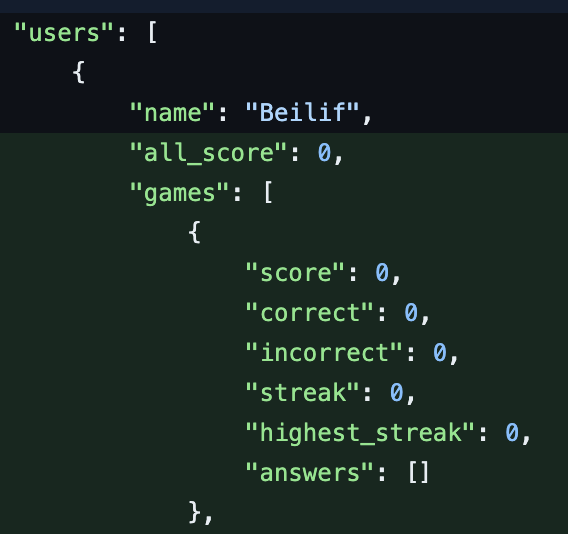 "users": [
{
"name": "Beilif",
"all_score": 0,
"games": [
{
"score": 0,
"correct": 0,
"incorrect": 0,
"streak": 0,
"highest_streak": 0,
"answers": []
},